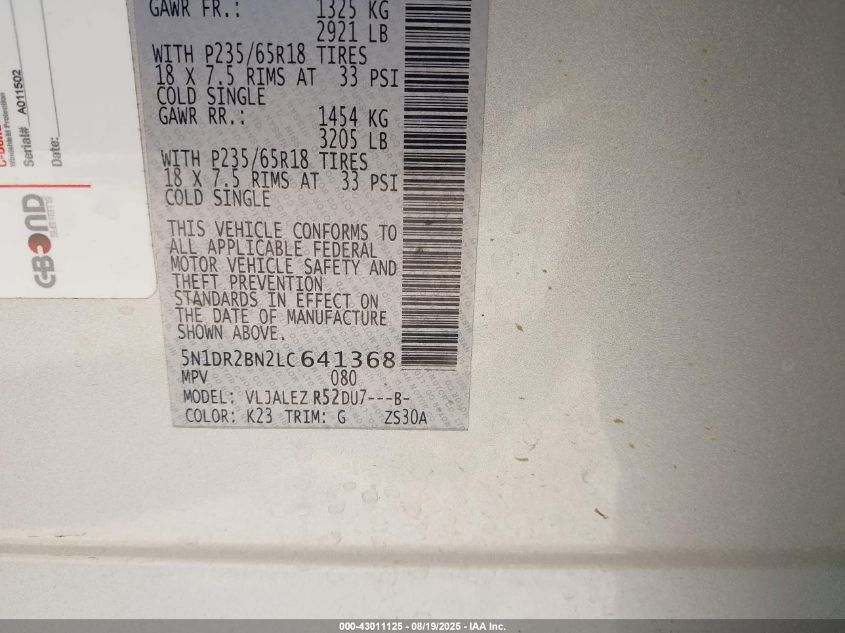 GAWR FR.: 1325 KG
2921 LB
WITH P235/65R18 TIRES
18 X 7.5 RIMS AT 33 PSI
COLD SINGLE
GAWR RR.: 1454 KG
3205 LB
WITH P235/65R18 TIRES
18 X 7.5 RIMS AT 33 PSI
COLD SINGLE
THIS VEHICLE CONFORMS TO
ALL APPLICABLE FEDERAL
MOTOR VEHICLE SAFETY AND
THEFT PREVENTION
STANDARDS IN EFFECT ON
THE DATE OF MANUFACTURE
SHOWN ABOVE.
5N1DR2BN2LC641368
MPV 080
MODEL: VLJALEZ R52DU7---B-
COLOR: K23 TRIM: G ZS30A
Windshield Protection
Serial# A011502
Date:
C-BOND
000-43011125 - 08/19/2025 - IAA Inc.